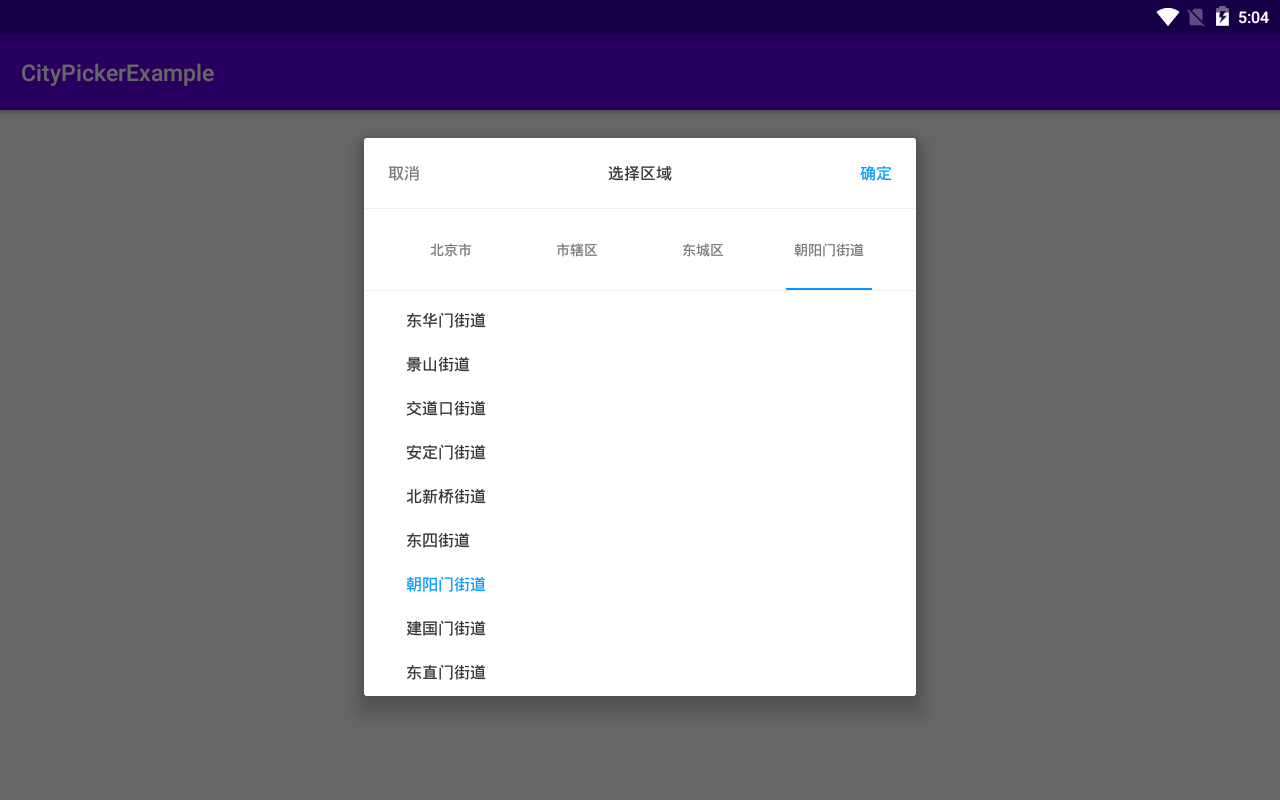 5:04
CityPickerExample
取消 选择区域 确定
北京市 市辖区 东城区 朝阳门街道
东华门街道
景山街道
交道口街道
安定门街道
北新桥街道
东四街道
朝阳门街道
建国门街道
东直门街道